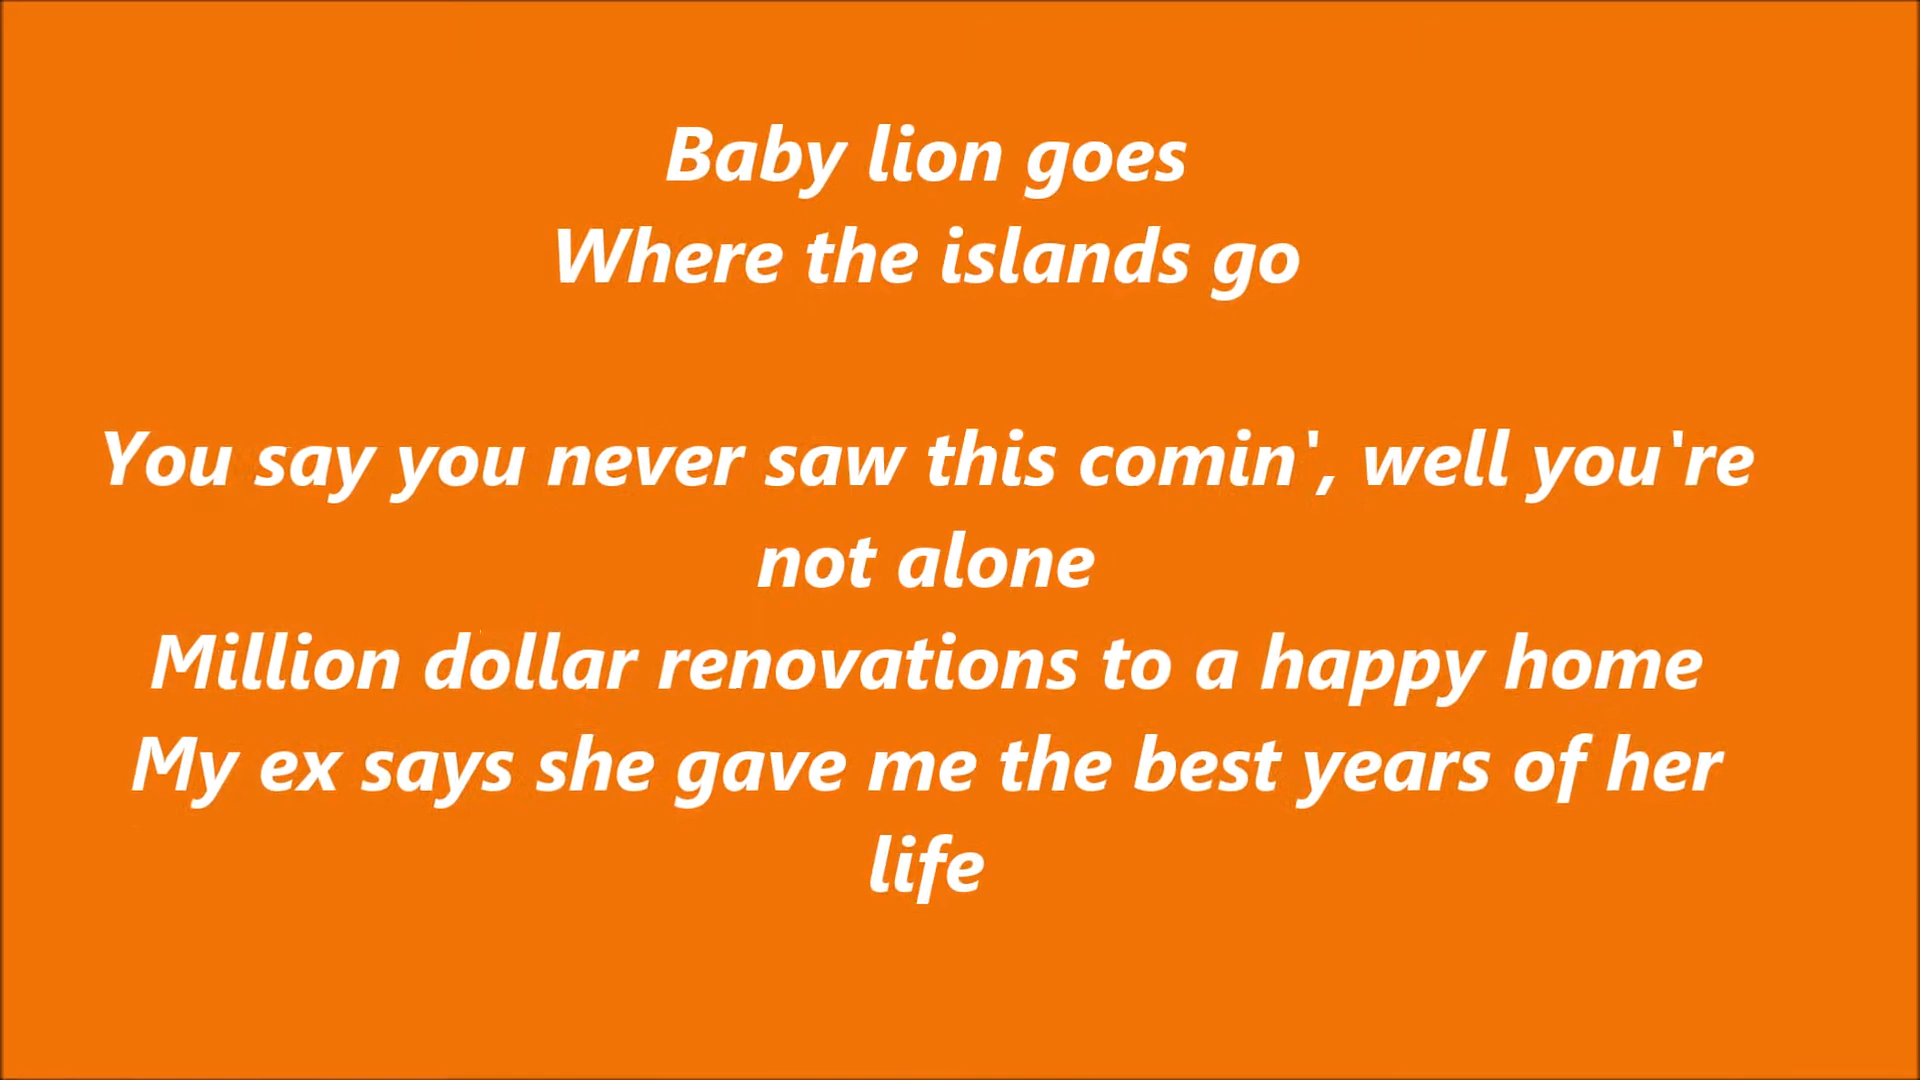 Baby lion goes
Where the islands go
You say you never saw this comin', well you're
not alone
Million dollar renovations to a happy home
My ex says she gave me the best years of her
life